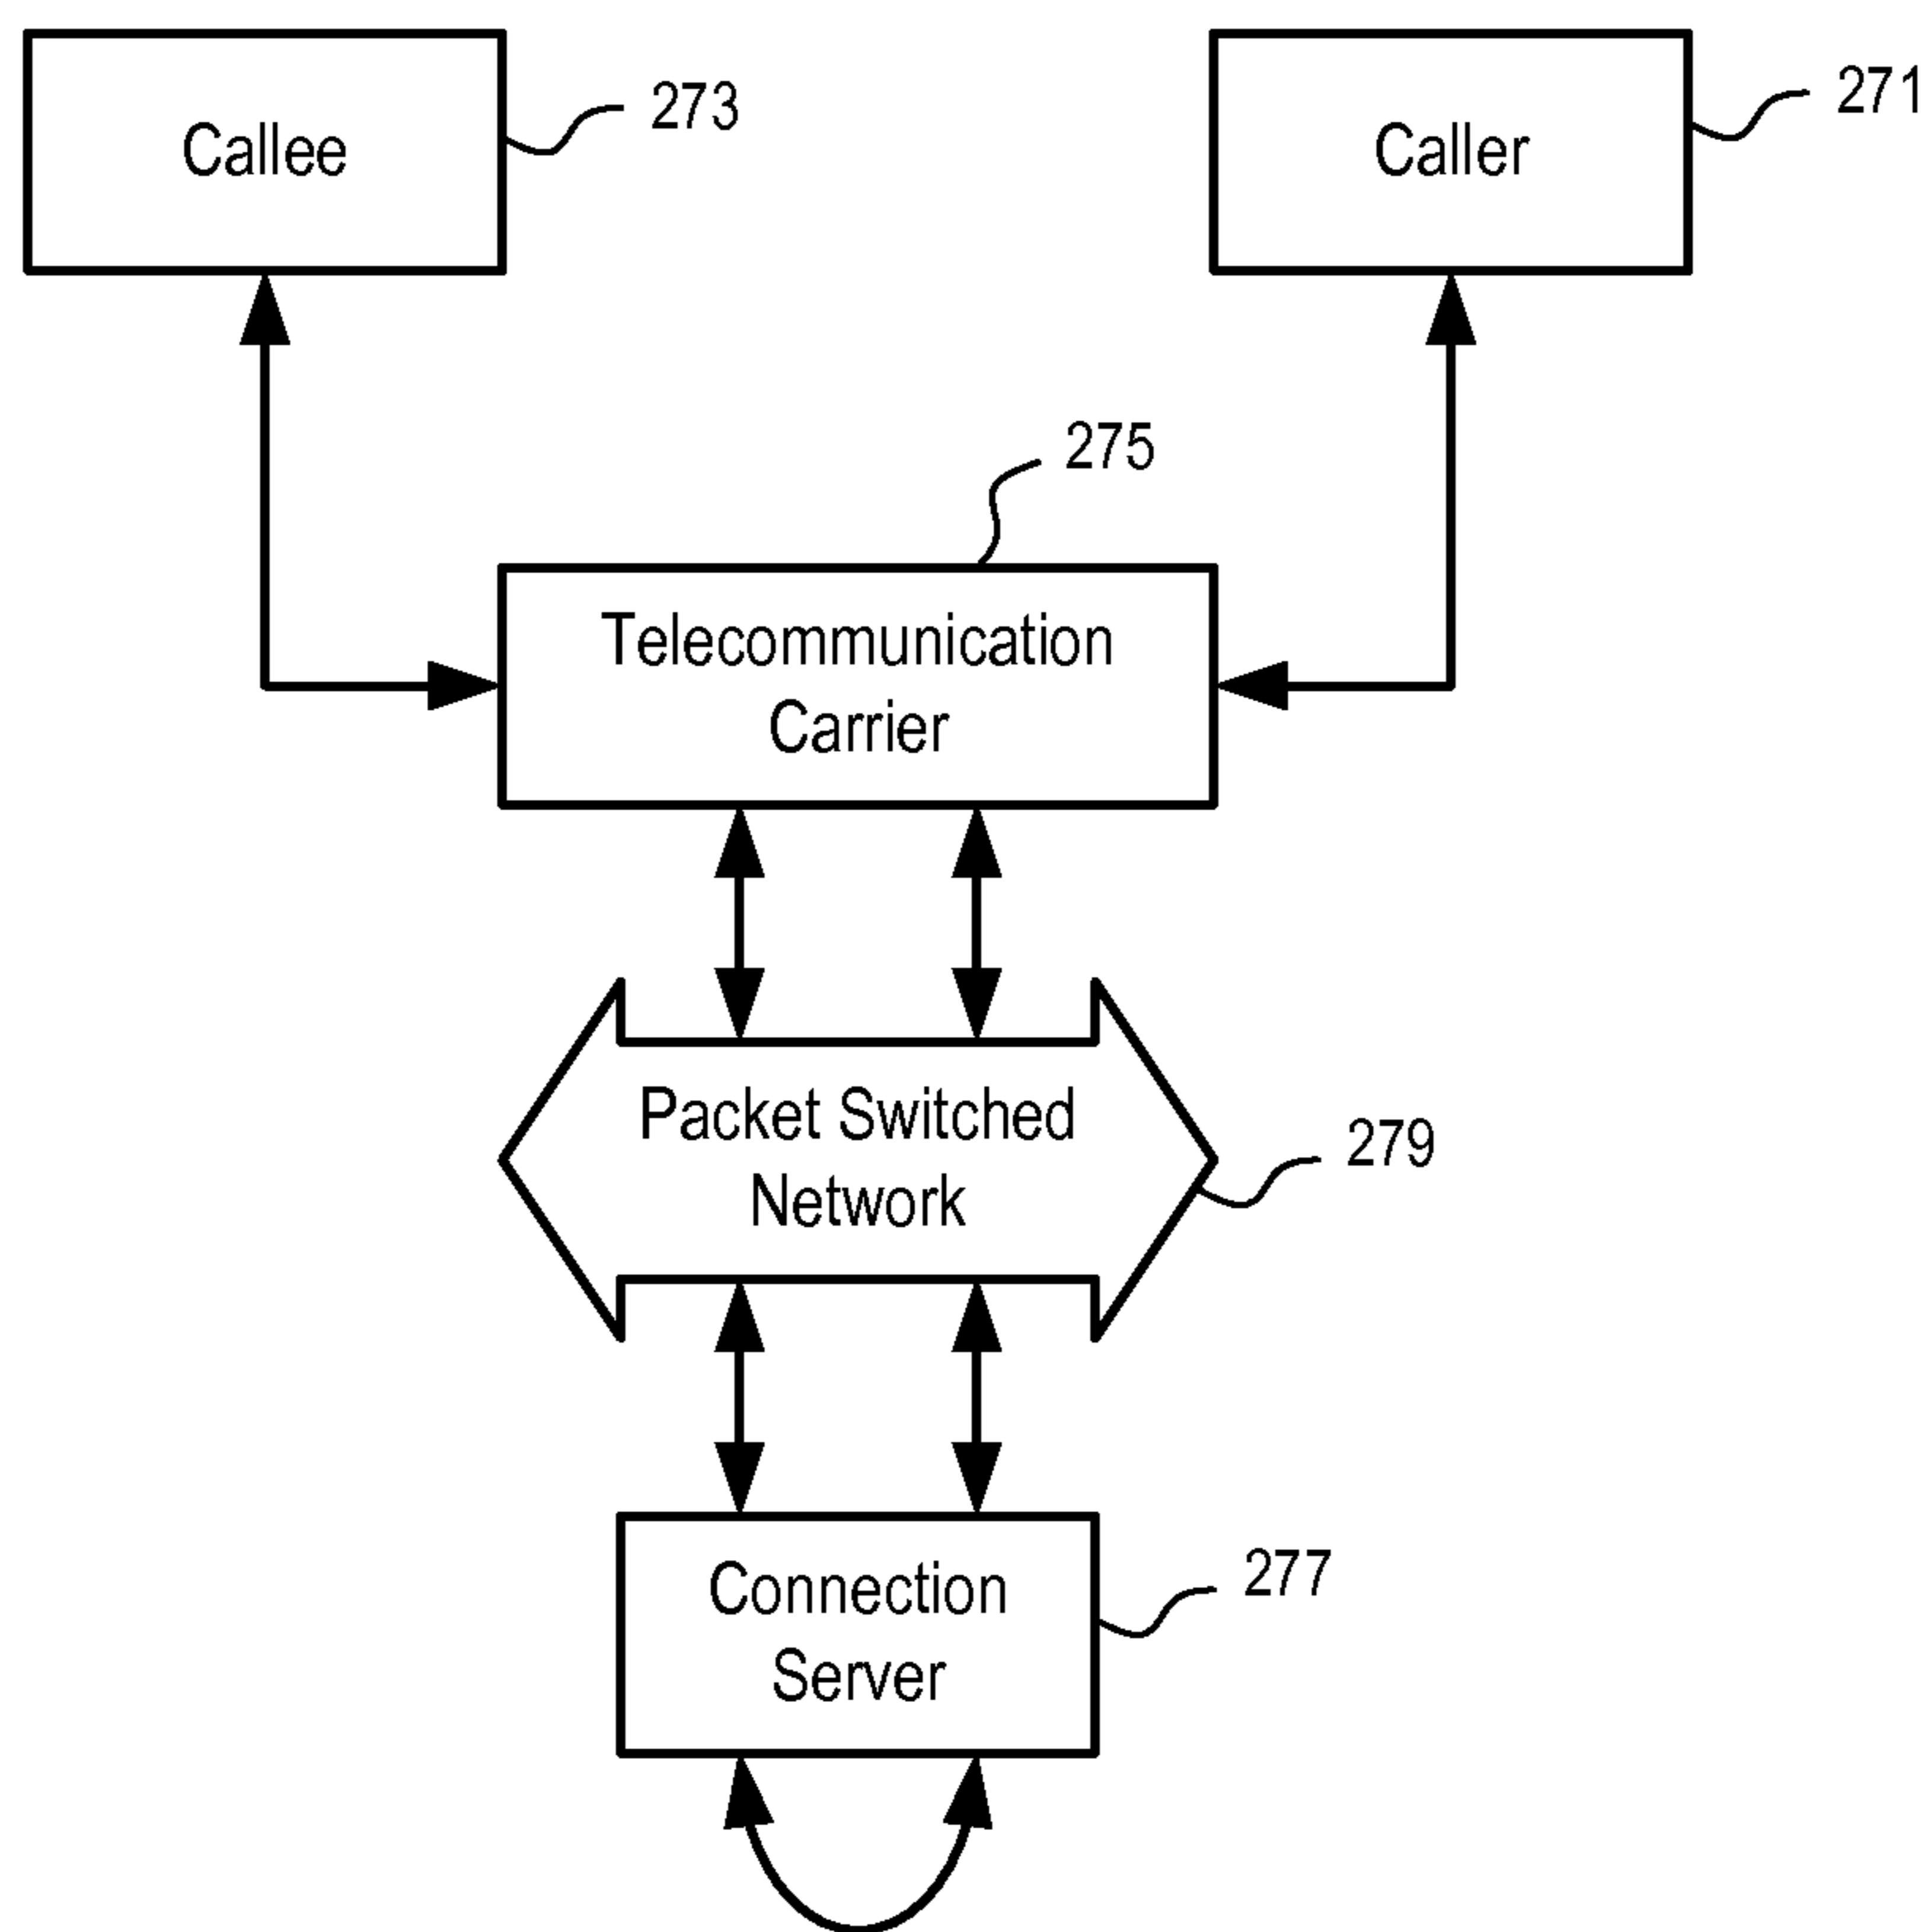 Callee
273
Caller
271
275
Telecommunication
Carrier
Packet Switched
Network
279
Connection
Server
277